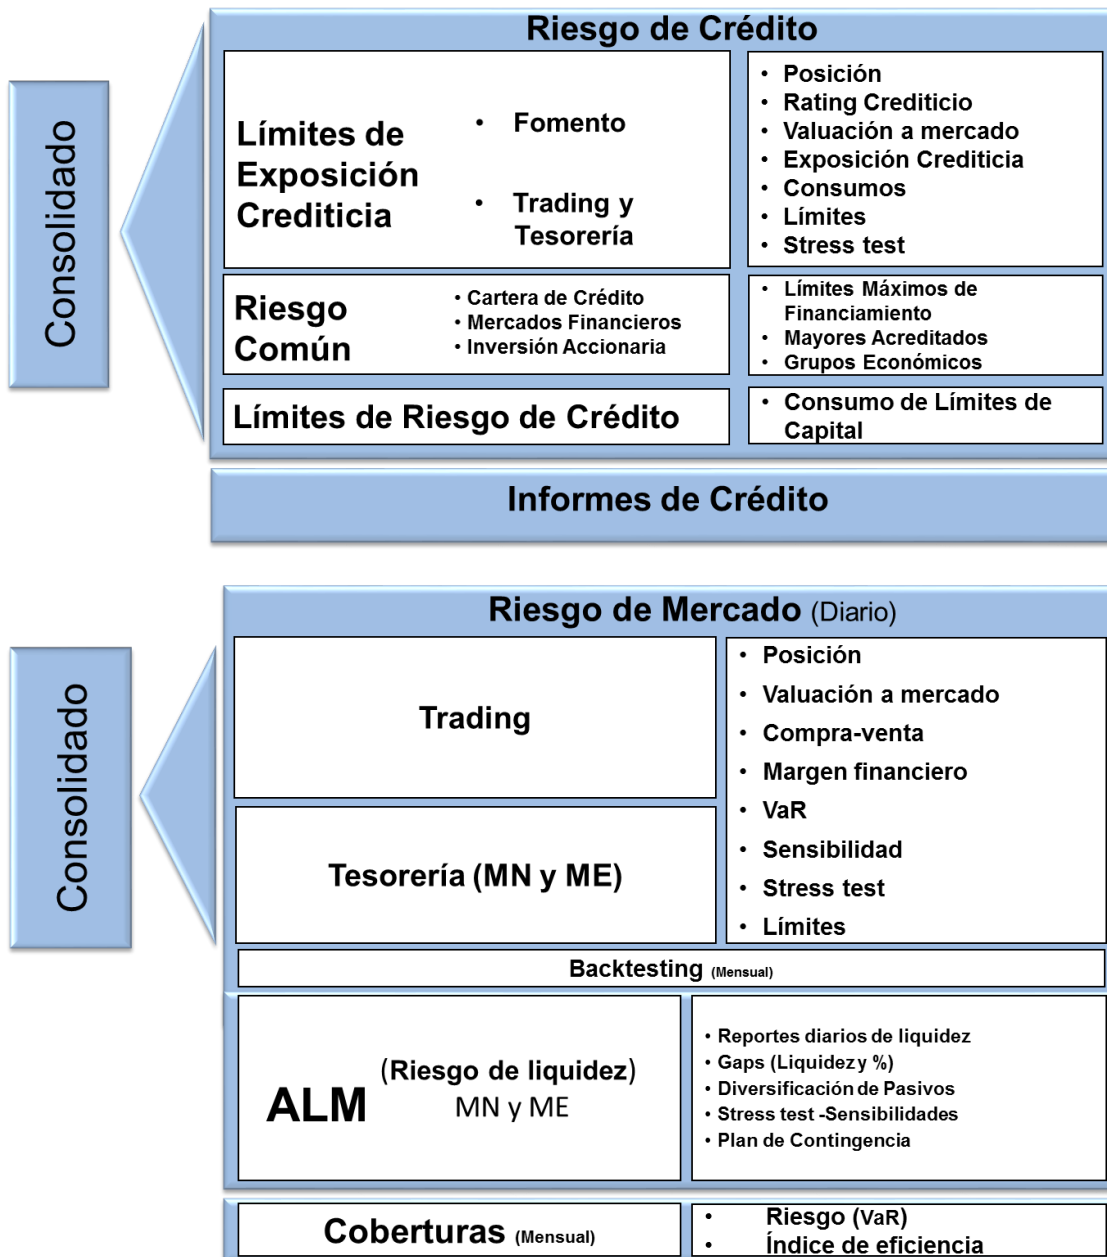 Consolidado
Riesgo de Crédito
Límites de
Exposición
Crediticia
• Fomento
• Trading y
Tesorería
• Posición
• Rating Crediticio
• Valuación a mercado
• Exposición Crediticia
• Consumos
• Límites
• Stress test
Riesgo
Común
• Cartera de Crédito
• Mercados Financieros
• Inversión Accionaria
• Límites Máximos de
Financiamiento
• Mayores Acreditados
• Grupos Económicos
Límites de Riesgo de Crédito
• Consumo de Límites de
Capital
Informes de Crédito
Consolidado
Riesgo de Mercado (Diario)
Trading
Tesorería (MN y ME)
• Posición
• Valuación a mercado
• Compra-venta
• Margen financiero
• VaR
• Sensibilidad
• Stress test
• Límites
Backtesting (Mensual)
ALM
(Riesgo de liquidez)
MN y ME
• Reportes diarios de liquidez
• Gaps (Liquidez y %)
• Diversificación de Pasivos
• Stress test -Sensibilidades
• Plan de Contingencia
Coberturas (Mensual)
• Riesgo (VaR)
• Índice de eficiencia